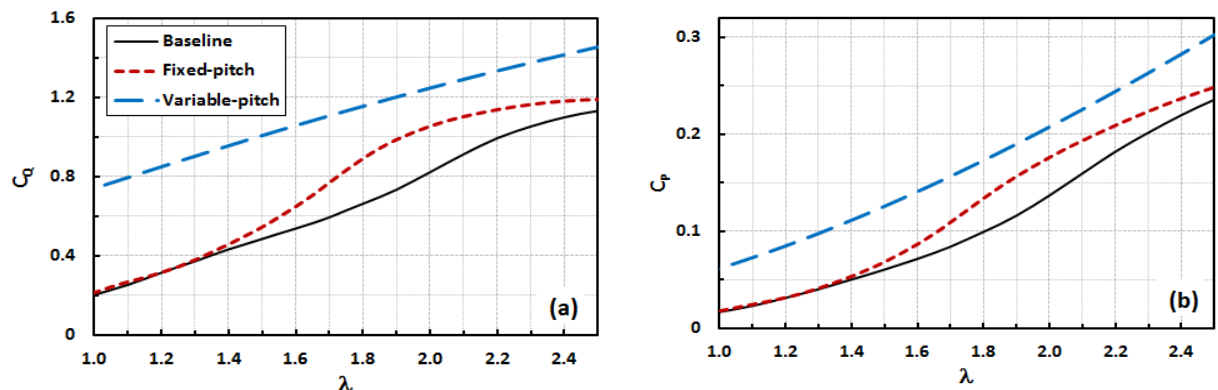 1.6
1.2
0.8
0.4
0
C_Q
Baseline
Fixed-pitch
Variable-pitch
(a)
1.0 1.2 1.4 1.6 1.8 2.0 2.2 2.4
λ
0.3
0.2
0.1
0
C_P
(b)
1.0 1.2 1.4 1.6 1.8 2.0 2.2 2.4
λ